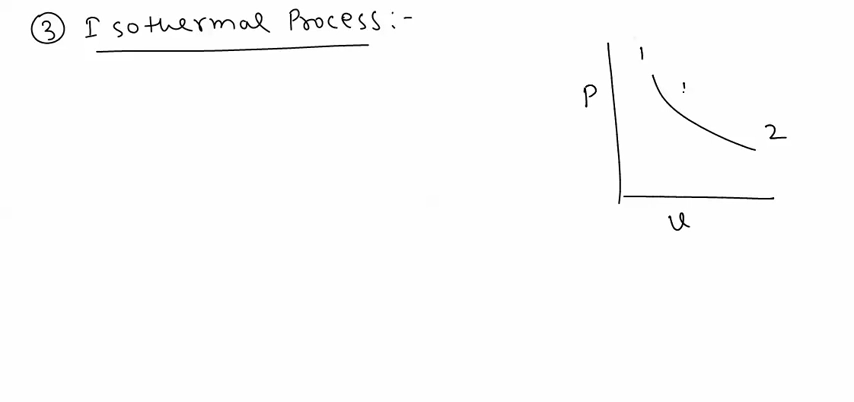 ③ Isothermal Process:-
1
P
2
u